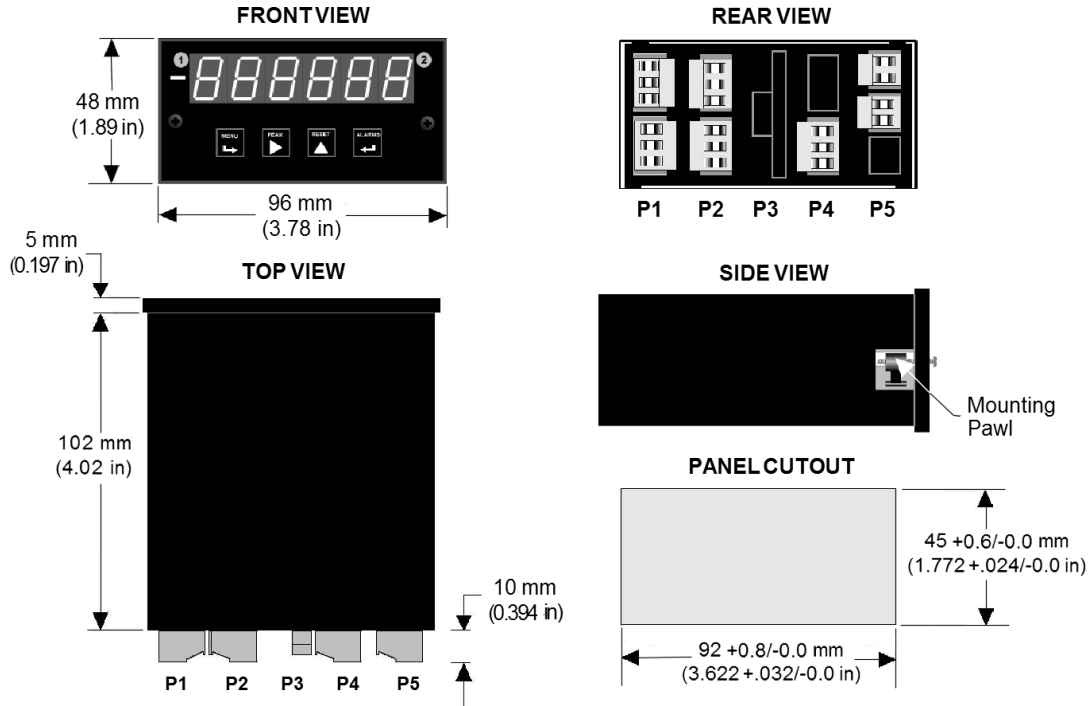 FRONT VIEW
1
2
888888
MENU
PEAK
RESET
ALARMS
48 mm
(1.89 in)
96 mm
(3.78 in)
REAR VIEW
P1 P2 P3 P4 P5
5 mm
(0.197 in)
TOP VIEW
102 mm
(4.02 in)
10 mm
(0.394 in)
P1 P2 P3 P4 P5
SIDE VIEW
Mounting
Pawl
PANEL CUTOUT
45 +0.6/-0.0 mm
(1.772 +.024/-0.0 in)
92 +0.8/-0.0 mm
(3.622 +.032/-0.0 in)